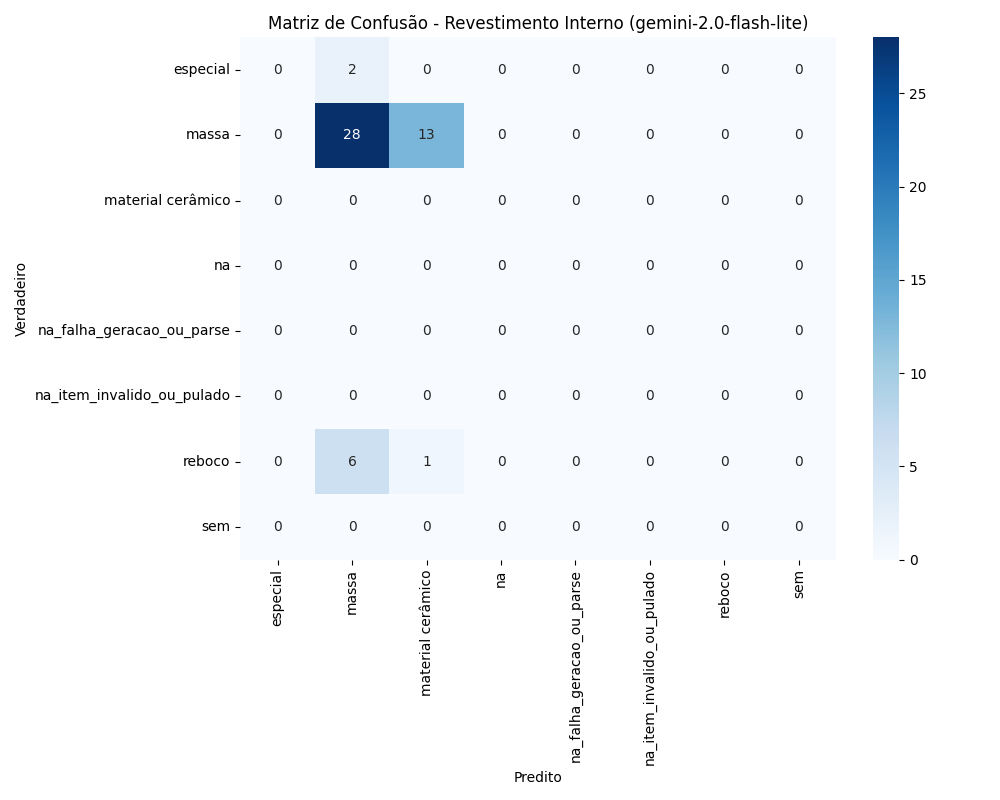 Matriz de Confusão - Revestimento Interno (gemini-2.0-flash-lite)
especial 0 2 0 0 0 0 0 0
massa 0 28 13 0 0 0 0 0
material cerâmico 0 0 0 0 0 0 0 0
na 0 0 0 0 0 0 0 0
na_falha_geracao_ou_parse 0 0 0 0 0 0 0 0
na_item_invalido_ou_pulado 0 0 0 0 0 0 0 0
reboco 0 6 1 0 0 0 0 0
sem 0 0 0 0 0 0 0 0
Verdadeiro
especial
massa
material cerâmico
na
na_falha_geracao_ou_parse
na_item_invalido_ou_pulado
reboco
sem
Predito
25
20
15
10
5
0